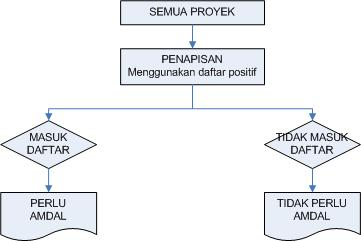 SEMUA PROYEK
PENAPISAN
Menggunakan daftar positif
MASUK
DAFTAR
TIDAK MASUK
DAFTAR
PERLU
AMDAL
TIDAK PERLU
AMDAL